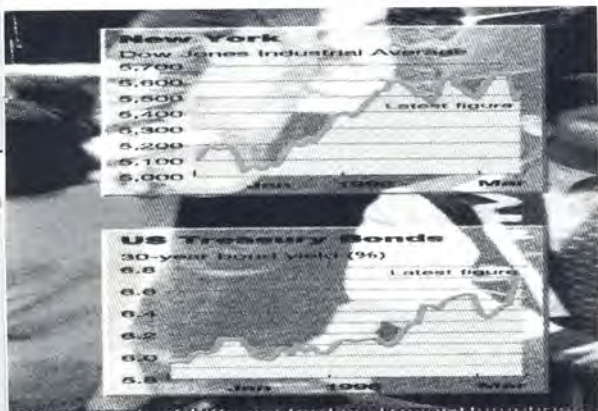 New York
Dow Jones Industrial Average
5,700
5,600
5,500
Latest figure
5,400
5,300
5,200
5,100
5,000
Jan 1996 Mar
US Treasury Bonds
30-year bond yield (%)
6.8
Latest figure
6.6
6.4
6.2
6.0
5.8
Jan 1996 Mar